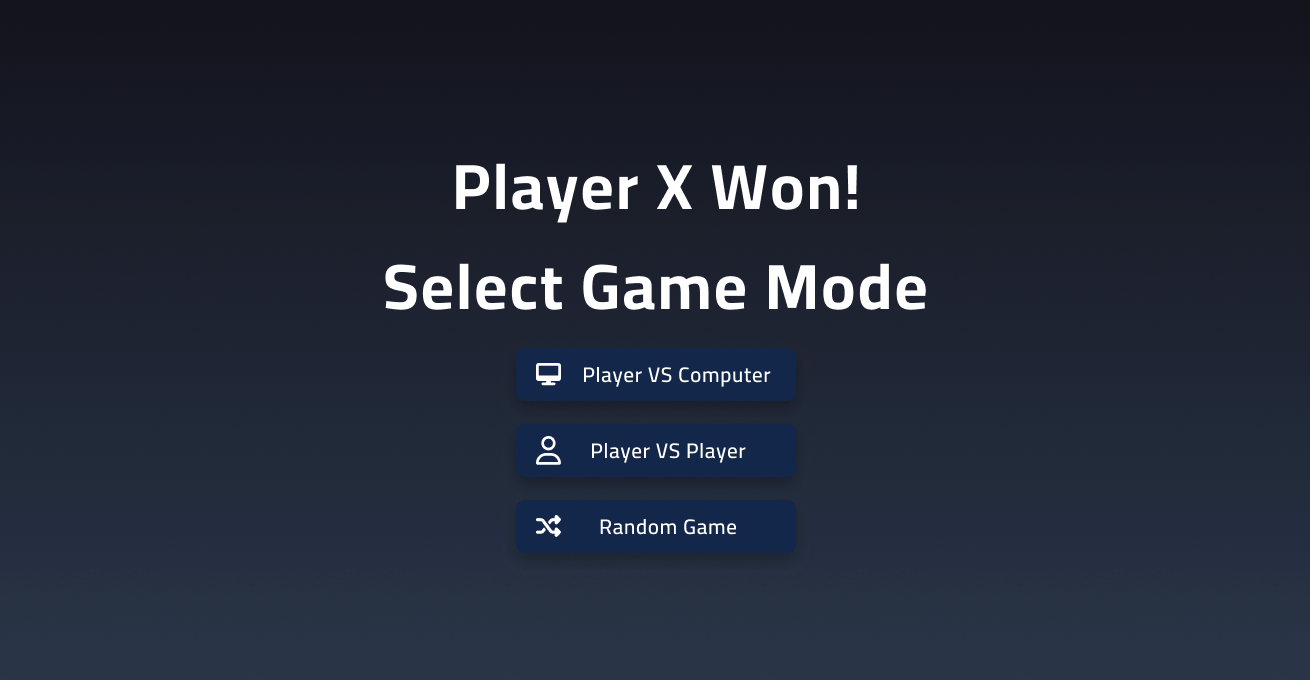 Player X Won!
Select Game Mode
Player VS Computer
Player VS Player
Random Game